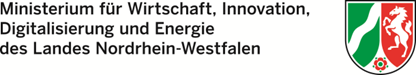 Ministerium für Wirtschaft, Innovation,
Digitalisierung und Energie
des Landes Nordrhein-Westfalen